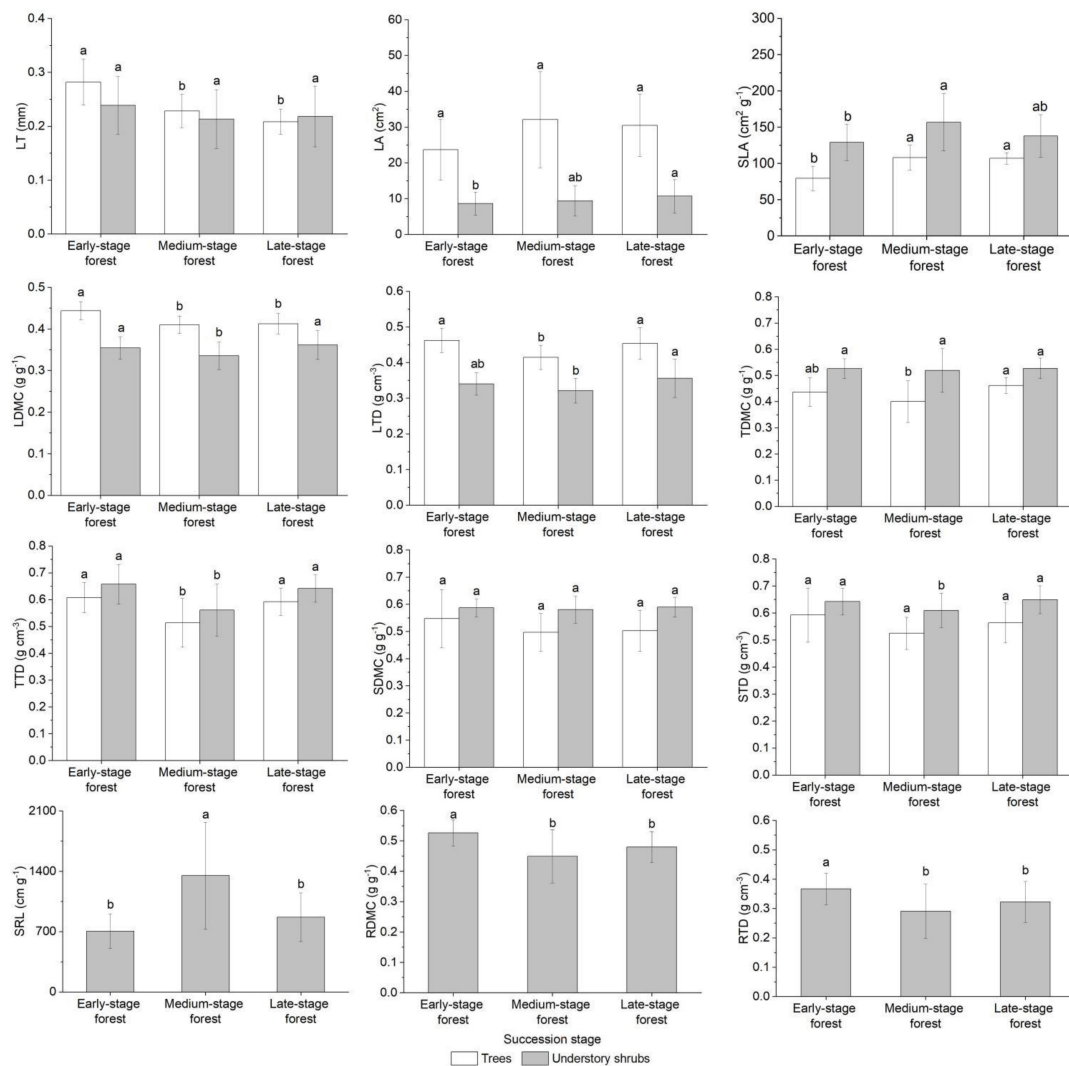 0.4
0.3
0.2
0.1
0.0
LT (mm)
a
a
b
a
b
a
Early-stage forest
Medium-stage forest
Late-stage forest
60
50
40
30
20
10
0
LA (cm²)
a
b
a
ab
a
a
Early-stage forest
Medium-stage forest
Late-stage forest
300
250
200
150
100
50
0
SLA (cm² g⁻¹)
b
b
a
a
a
ab
Early-stage forest
Medium-stage forest
Late-stage forest
0.5
0.4
0.3
0.2
0.1
0.0
LDMC (g g⁻¹)
a
a
b
b
b
a
Early-stage forest
Medium-stage forest
Late-stage forest
0.6
0.5
0.4
0.3
0.2
0.1
0.0
LTD (g cm⁻³)
a
ab
b
b
a
a
Early-stage forest
Medium-stage forest
Late-stage forest
0.8
0.7
0.6
0.5
0.4
0.3
0.2
0.1
0.0
TDMC (g g⁻¹)
ab
a
b
a
a
a
Early-stage forest
Medium-stage forest
Late-stage forest
0.8
0.7
0.6
0.5
0.4
0.3
0.2
0.1
0.0
TTD (g cm⁻³)
a
a
b
b
a
a
Early-stage forest
Medium-stage forest
Late-stage forest
0.8
0.7
0.6
0.5
0.4
0.3
0.2
0.1
0.0
SDMC (g g⁻¹)
a
a
a
a
a
a
Early-stage forest
Medium-stage forest
Late-stage forest
0.8
0.7
0.6
0.5
0.4
0.3
0.2
0.1
0.0
STD (g cm⁻³)
a
a
a
b
a
a
Early-stage forest
Medium-stage forest
Late-stage forest
2100
1400
700
0
SRL (cm g⁻¹)
b
a
b
Early-stage forest
Medium-stage forest
Late-stage forest
0.6
0.5
0.4
0.3
0.2
0.1
0.0
RDMC (g g⁻¹)
a
b
b
Early-stage forest
Medium-stage forest
Late-stage forest
0.6
0.5
0.4
0.3
0.2
0.1
0.0
RTD (g cm⁻³)
a
b
b
Early-stage forest
Medium-stage forest
Late-stage forest
Succession stage
Trees
Understory shrubs